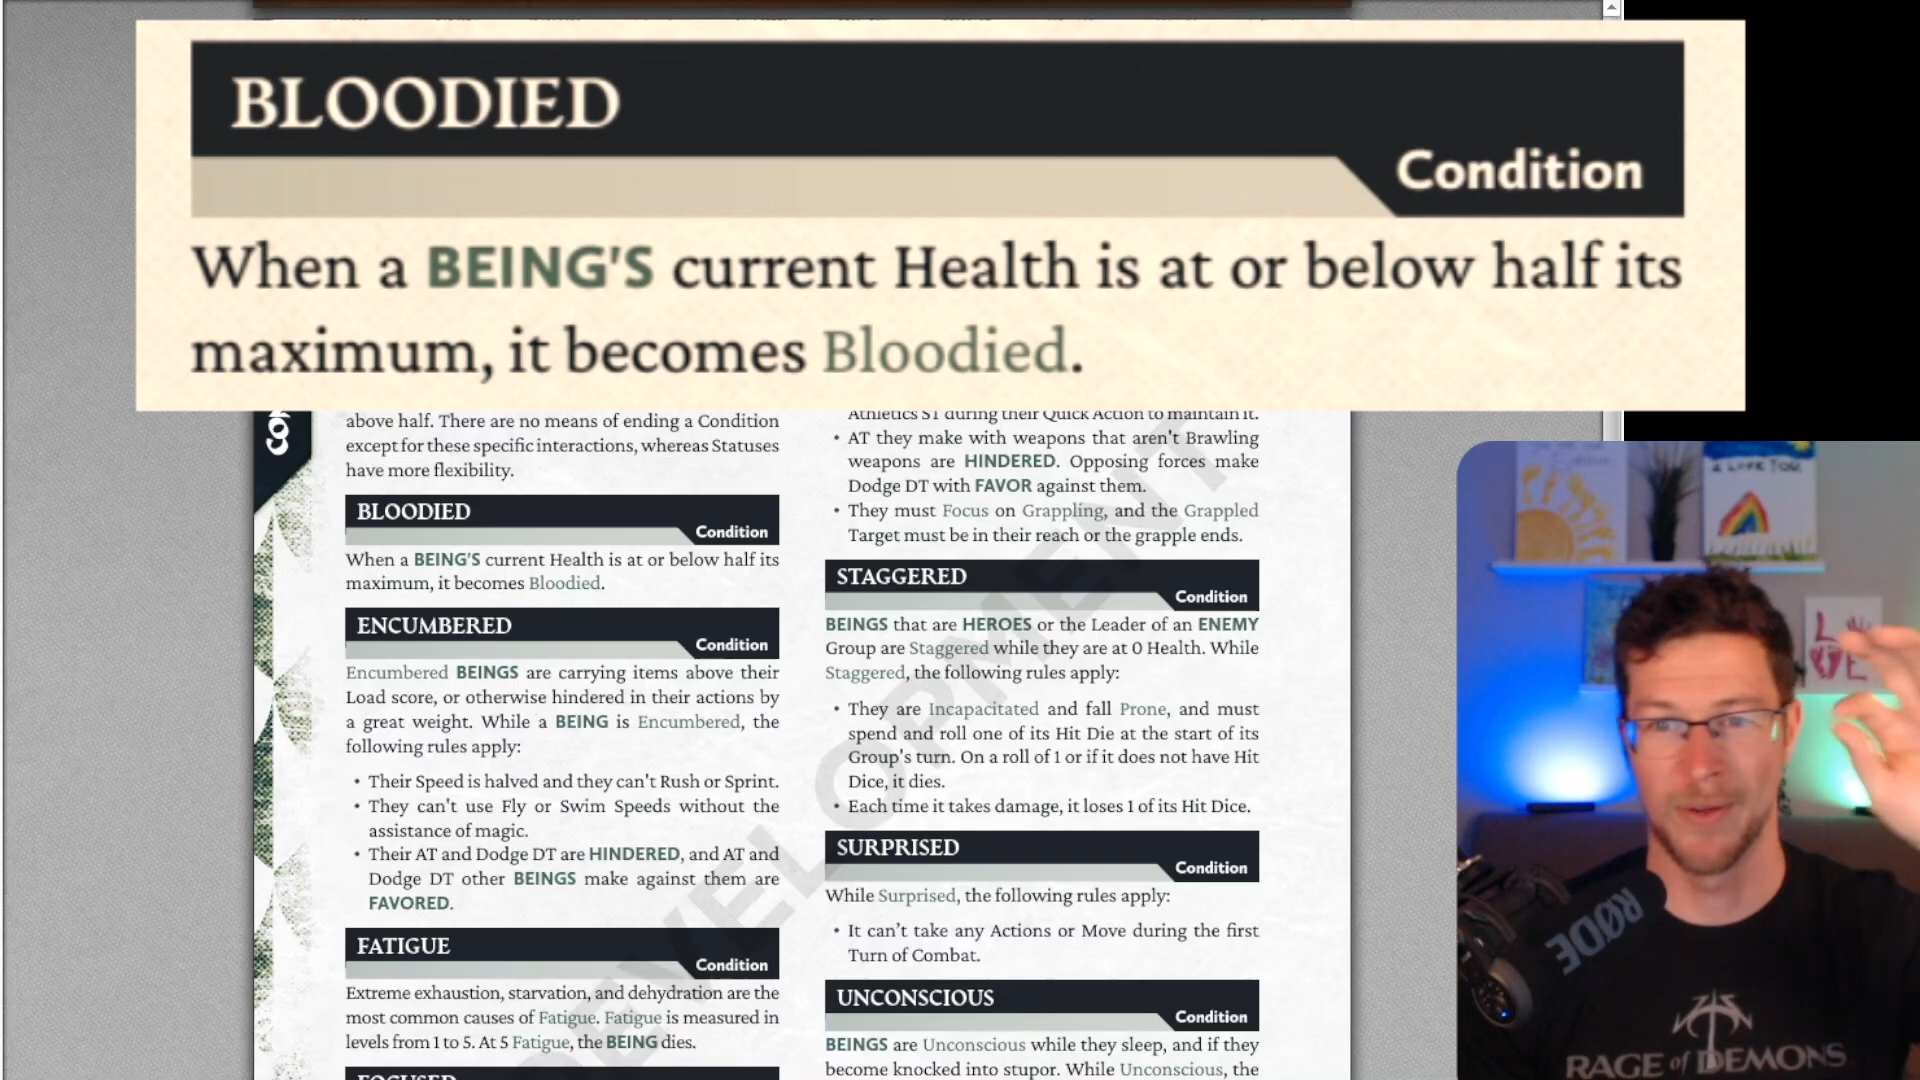 BLOODIED
Condition
When a BEING'S current Health is at or below half its
maximum, it becomes Bloodied.
above half. There are no means of ending a Condition
except for these specific interactions, whereas Statuses
have more flexibility.
BLOODIED
Condition
When a BEING'S current Health is at or below half its
maximum, it becomes Bloodied.
ENCUMBERED
Condition
Encumbered BEINGS are carrying items above their
Load score, or otherwise hindered in their actions by
a great weight. While a BEING is Encumbered, the
following rules apply:
• Their Speed is halved and they can't Rush or Sprint.
• They can't use Fly or Swim Speeds without the
assistance of magic.
• Their AT and Dodge DT are HINDERED, and AT and
Dodge DT other BEINGS make against them are
FAVORED.
FATIGUE
Condition
Extreme exhaustion, starvation, and dehydration are the
most common causes of Fatigue. Fatigue is measured in
levels from 1 to 5. At 5 Fatigue, the BEING dies.
FOCUSED
Athletics ST during their Quick Action to maintain it.
• AT they make with weapons that aren't Brawling
weapons are HINDERED. Opposing forces make
Dodge DT with FAVOR against them.
• They must Focus on Grappling, and the Grappled
Target must be in their reach or the grapple ends.
STAGGERED
Condition
BEINGS that are HEROES or the Leader of an ENEMY
Group are Staggered while they are at 0 Health. While
Staggered, the following rules apply:
• They are Incapacitated and fall Prone, and must
spend and roll one of its Hit Die at the start of its
Group's turn. On a roll of 1 or if it does not have Hit
Dice, it dies.
• Each time it takes damage, it loses 1 of its Hit Dice.
SURPRISED
Condition
While Surprised, the following rules apply:
• It can't take any Actions or Move during the first
Turn of Combat.
UNCONSCIOUS
Condition
BEINGS are Unconscious while they sleep, and if they
become knocked into stupor. While Unconscious, the
DEVELOPMENT
I LOVE YOU
RØDE
RAGE of DEMONS